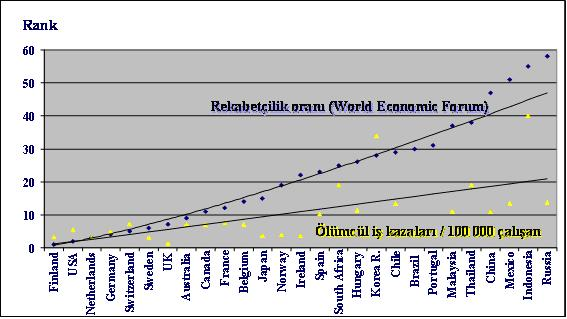 Rank
60
50
40
30
20
10
0
Rekabetçilik oranı (World Economic Forum)
Ölümcül iş kazaları / 100 000 çalışan
Finland
USA
Netherlands
Germany
Switzerland
Sweden
UK
Australia
Canada
France
Belgium
Japan
Norway
Ireland
Spain
South Africa
Hungary
Korea R.
Chile
Brazil
Portugal
Malaysia
Thailand
China
Mexico
Indonesia
Russia